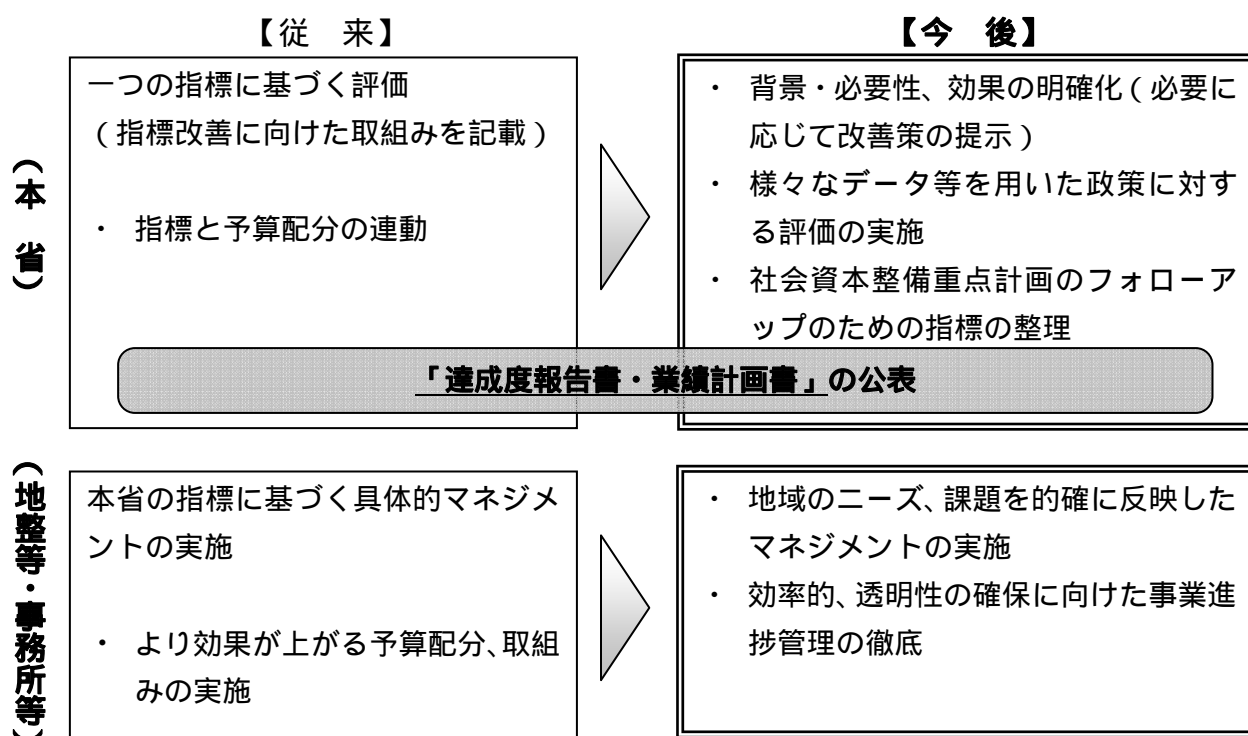 【従　来】
【今　後】
（本　省）
一つの指標に基づく評価
（指標改善に向けた取組みを記載）
・　指標と予算配分の連動
・　背景・必要性、効果の明確化（必要に
応じて改善策の提示）
・　様々なデータ等を用いた政策に対す
る評価の実施
・　社会資本整備重点計画のフォローア
ップのための指標の整理
「達成度報告書・業績計画書」の公表
（地整等・事務所等）
本省の指標に基づく具体的マネジメ
ントの実施
・　より効果が上がる予算配分、取組
みの実施
・　地域のニーズ、課題を的確に反映した
マネジメントの実施
・　効率的、透明性の確保に向けた事業進
捗管理の徹底